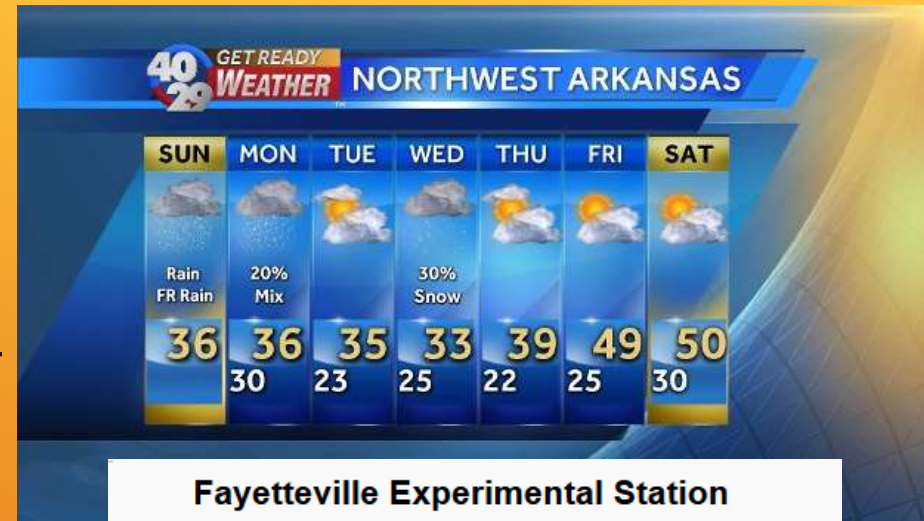 40
29
GET READY
WEATHER
NORTHWEST ARKANSAS
SUN MON TUE WED THU FRI SAT
Rain 20% 30%
FR Rain Mix Snow
36 36 35 33 39 49 50
30 23 25 22 25 30
Fayetteville Experimental Station